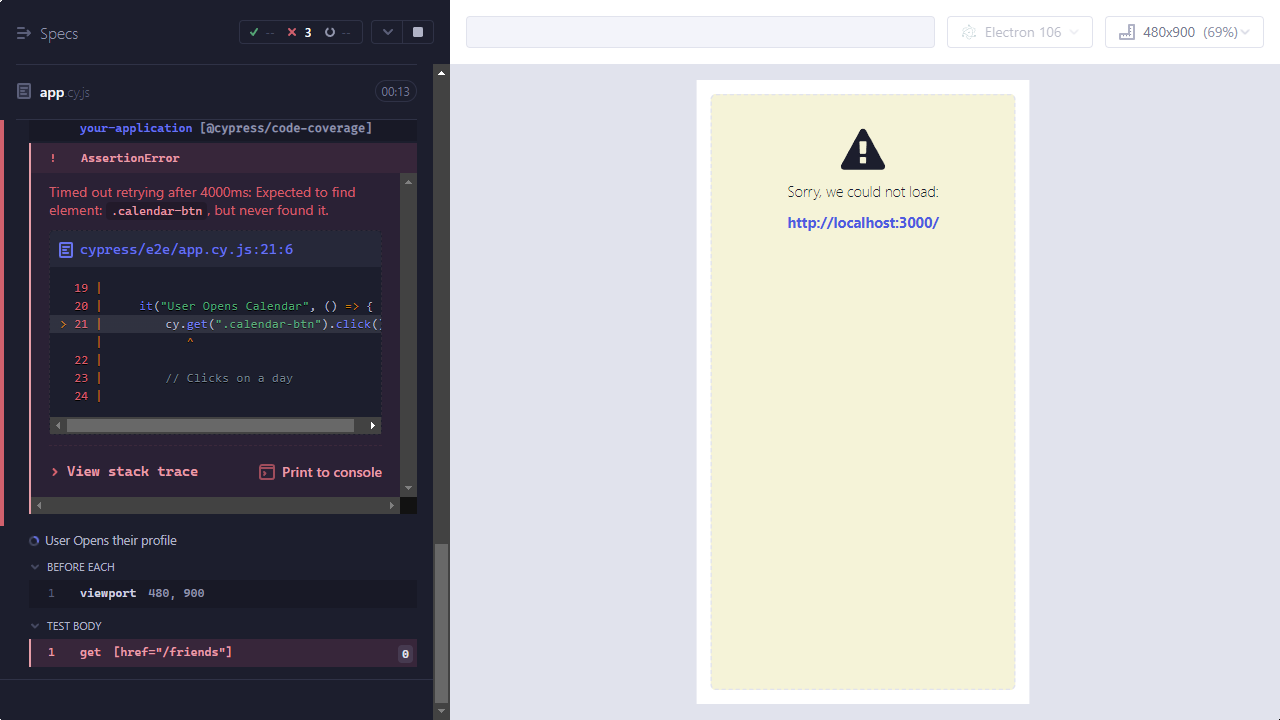 Specs
-- 3 --
Electron 106
480x900 (69%)
app.cy.js
00:13
your-application [@cypress/code-coverage]
! AssertionError
Timed out retrying after 4000ms: Expected to find
element: .calendar-btn, but never found it.
cypress/e2e/app.cy.js:21:6
19 |
20 | it("User Opens Calendar", () => {
> 21 | cy.get(".calendar-btn").click()
| ^
22 |
23 | // Clicks on a day
24 |
> View stack trace
Print to console
User Opens their profile
BEFORE EACH
1 viewport 480, 900
TEST BODY
1 get [href="/friends"] 0
Sorry, we could not load:
http://localhost:3000/